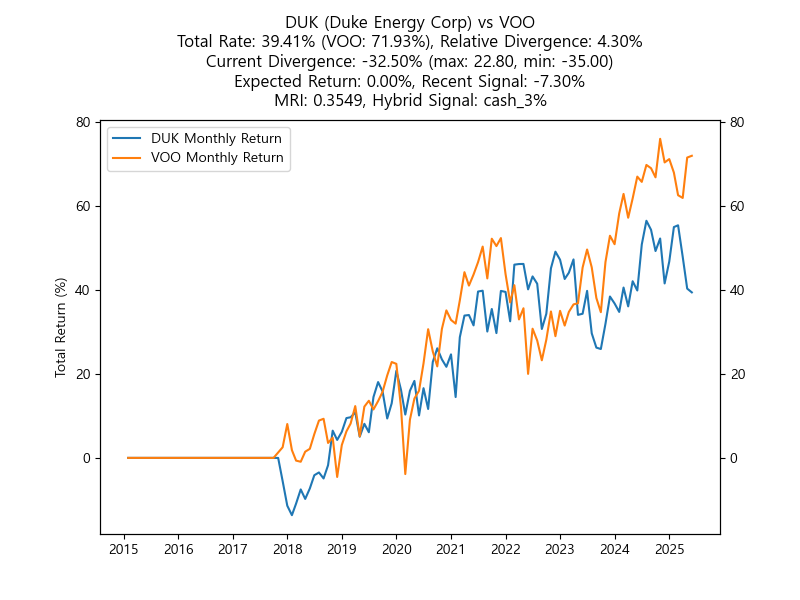 DUK (Duke Energy Corp) vs VOO
Total Rate: 39.41% (VOO: 71.93%), Relative Divergence: 4.30%
Current Divergence: -32.50% (max: 22.80, min: -35.00)
Expected Return: 0.00%, Recent Signal: -7.30%
MRI: 0.3549, Hybrid Signal: cash_3%
DUK Monthly Return
VOO Monthly Return
Total Return (%)
80
60
40
20
0
80
60
40
20
0
2015 2016 2017 2018 2019 2020 2021 2022 2023 2024 2025